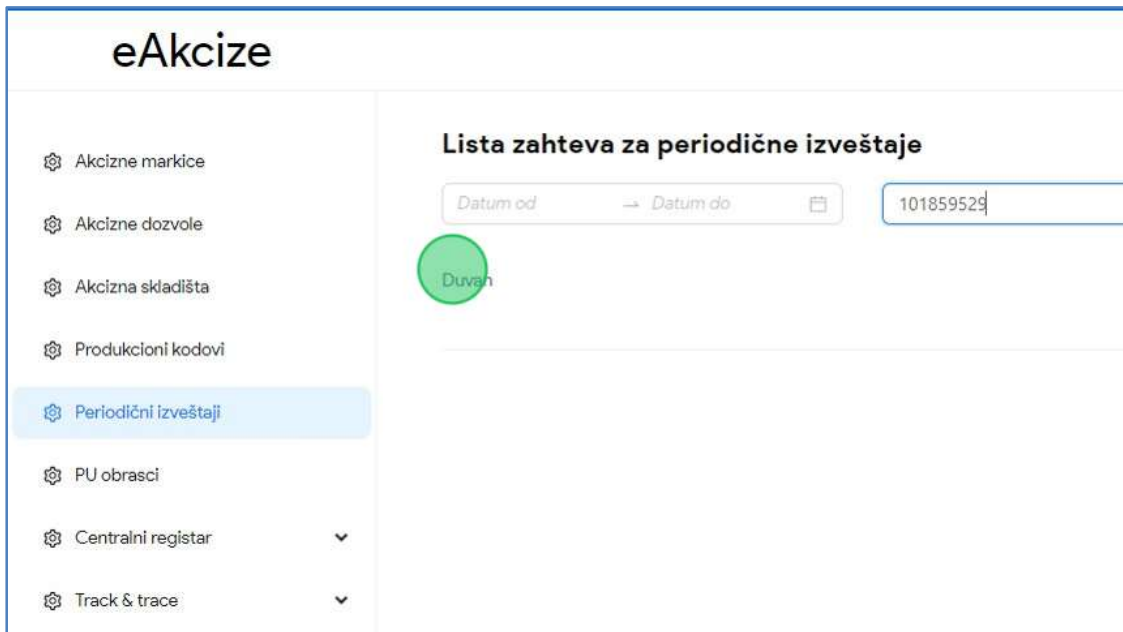 eAkcize
Akcizne markice
Akcizne dozvole
Akcizna skladišta
Produkcioni kodovi
Periodični izveštaji
PU obrasci
Centralni registar
Track & trace
Lista zahteva za periodične izveštaje
Datum od → Datum do
101859529
Duvan